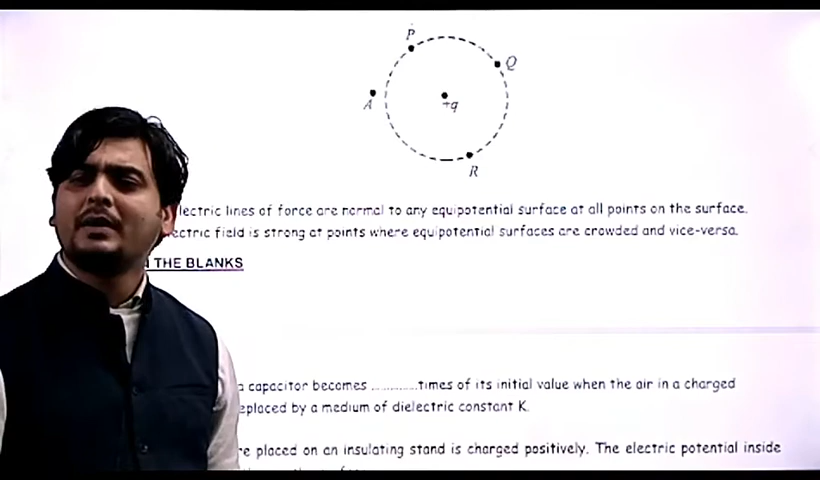 P
Q
A
+q
R
lectric lines of force are normal to any equipotential surface at all points on the surface.
ectric field is strong at points where equipotential surfaces are crowded and vice-versa.
THE BLANKS
a capacitor becomes .............times of its initial value when the air in a charged
eplaced by a medium of dielectric constant K.
re placed on an insulating stand is charged positively. The electric potential inside